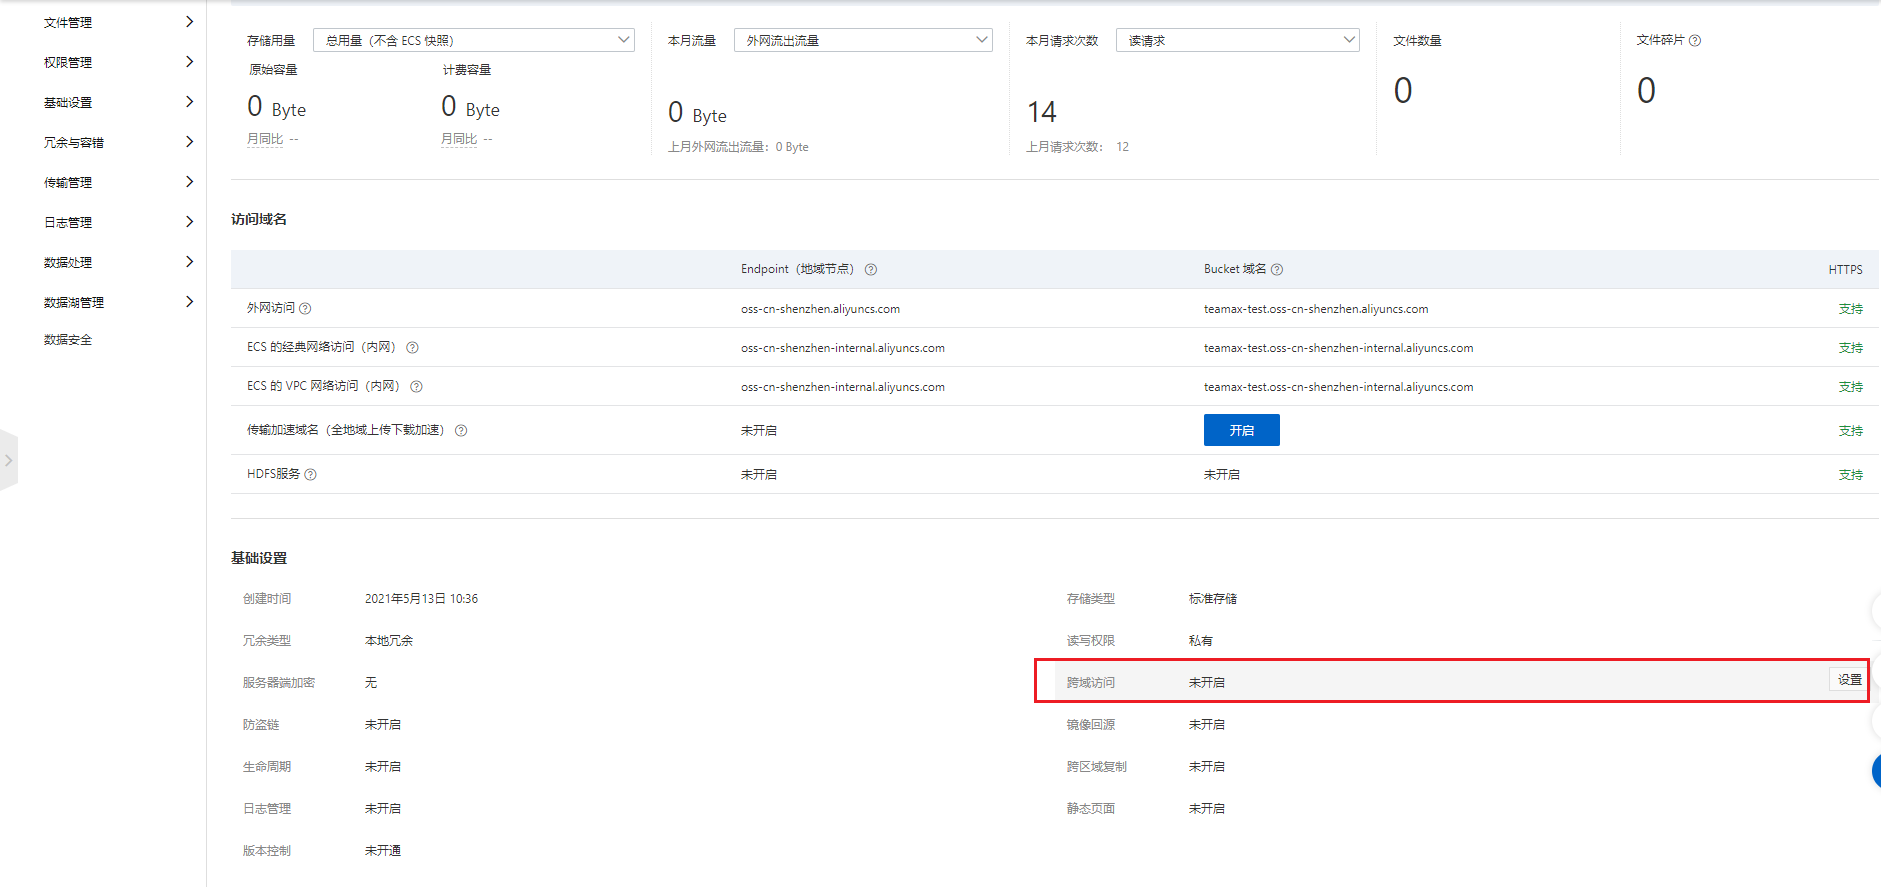 文件管理
权限管理
基础设置
冗余与容错
传输管理
日志管理
数据处理
数据湖管理
数据安全
存储用量 总用量（不含 ECS 快照）
原始容量 计费容量
0 Byte 0 Byte
月同比 -- 月同比 --
本月流量 外网流出流量
0 Byte
上月外网流出流量：0 Byte
本月请求次数 读请求
14
上月请求次数： 12
文件数量
0
文件碎片
0
访问域名
Endpoint（地域节点） Bucket 域名 HTTPS
外网访问 oss-cn-shenzhen.aliyuncs.com teamax-test.oss-cn-shenzhen.aliyuncs.com 支持
ECS 的经典网络访问（内网） oss-cn-shenzhen-internal.aliyuncs.com teamax-test.oss-cn-shenzhen-internal.aliyuncs.com 支持
ECS 的 VPC 网络访问（内网） oss-cn-shenzhen-internal.aliyuncs.com teamax-test.oss-cn-shenzhen-internal.aliyuncs.com 支持
传输加速域名（全地域上传下载加速） 未开启 开启 支持
HDFS服务 未开启 未开启 支持
基础设置
创建时间 2021年5月13日 10:36 存储类型 标准存储
冗余类型 本地冗余 读写权限 私有
服务器端加密 无 跨域访问 未开启 设置
防盗链 未开启 镜像回源 未开启
生命周期 未开启 跨区域复制 未开启
日志管理 未开启 静态页面 未开启
版本控制 未开通